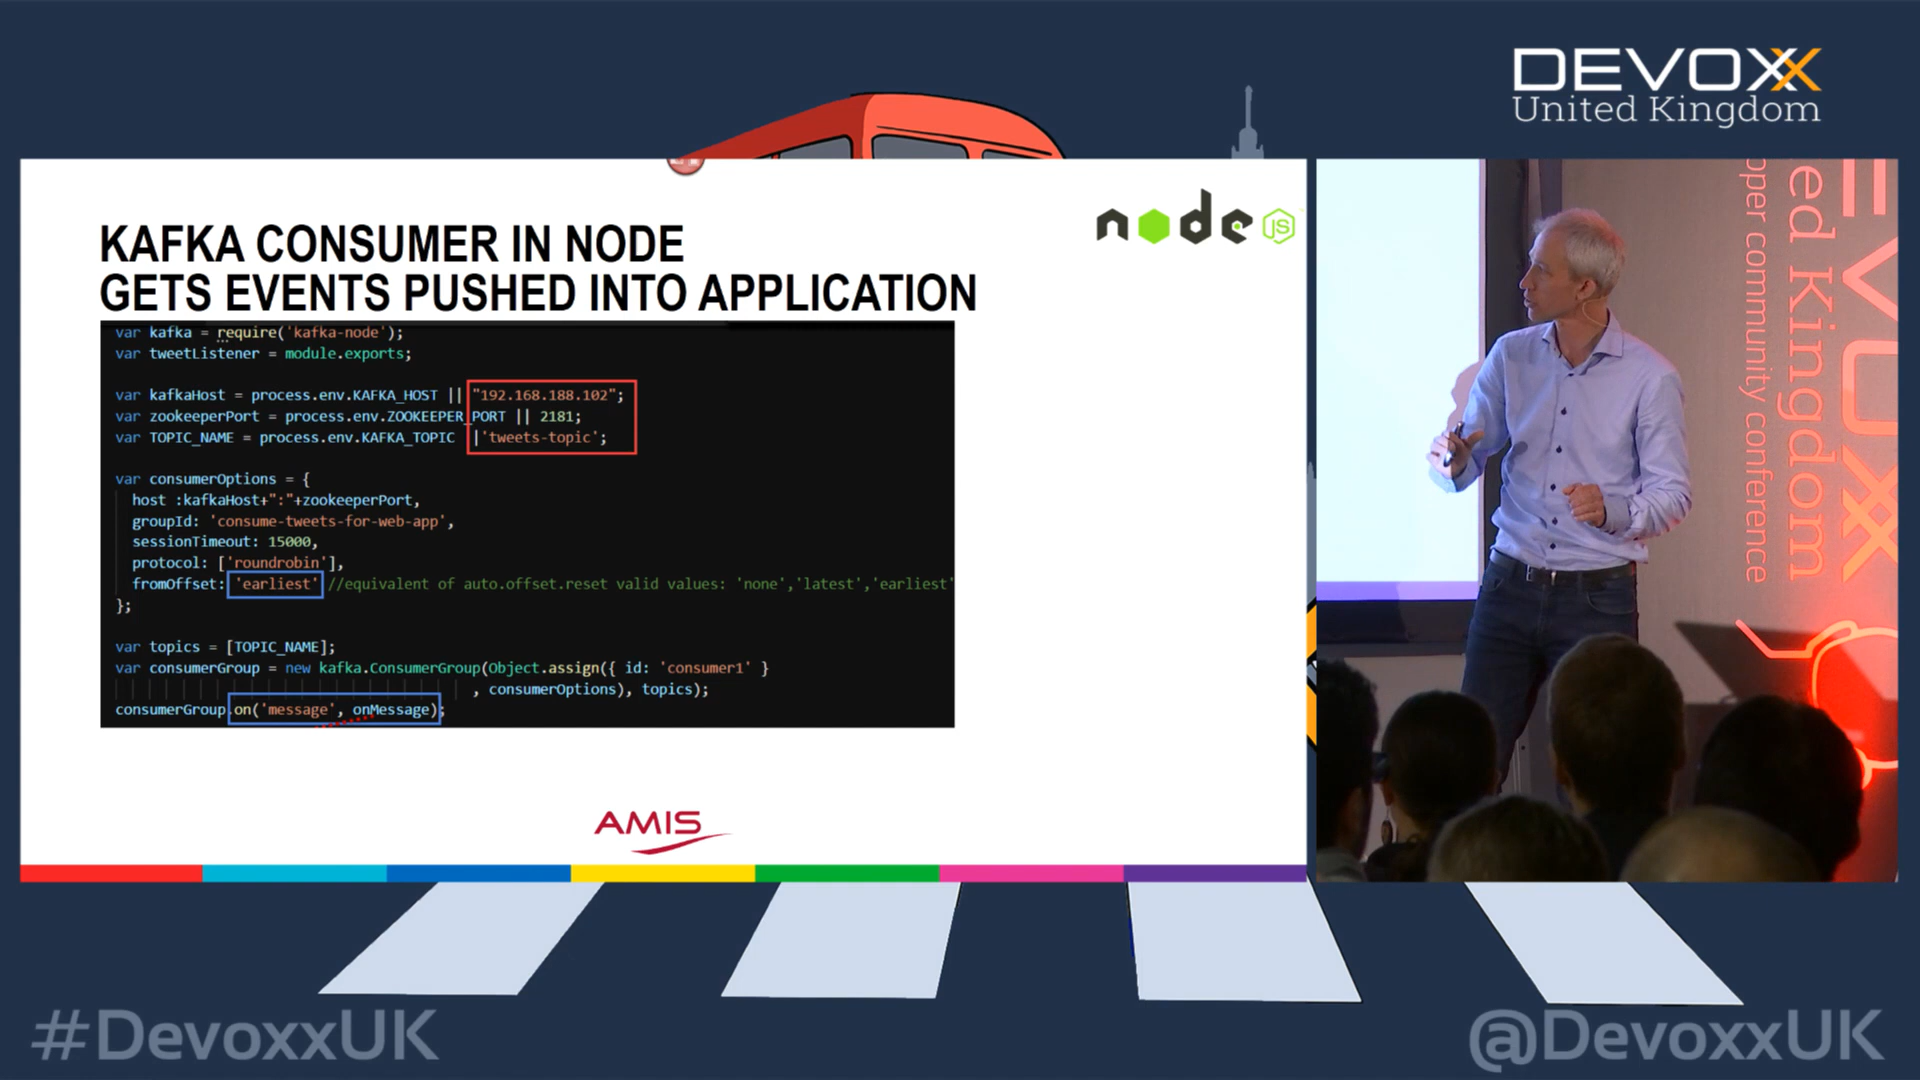 DEVOXX
United Kingdom
node
JS
KAFKA CONSUMER IN NODE
GETS EVENTS PUSHED INTO APPLICATION
var kafka = require('kafka-node');
var tweetListener = module.exports;
var kafkaHost = process.env.KAFKA_HOST || "192.168.188.102";
var zookeeperPort = process.env.ZOOKEEPER_PORT || 2181;
var TOPIC_NAME = process.env.KAFKA_TOPIC |'tweets-topic';
var consumerOptions = {
host :kafkaHost+":"+zookeeperPort,
groupId: 'consume-tweets-for-web-app',
sessionTimeout: 15000,
protocol: ['roundrobin'],
fromOffset: 'earliest' //equivalent of auto.offset.reset valid values: 'none','latest','earliest'
};
var topics = [TOPIC_NAME];
var consumerGroup = new kafka.ConsumerGroup(Object.assign({ id: 'consumer1' }
, consumerOptions), topics);
consumerGroup.on('message', onMessage);
AMIS
EVOXX
ed Kingdom
oper community conference
#DevoxxUK
@DevoxxUK